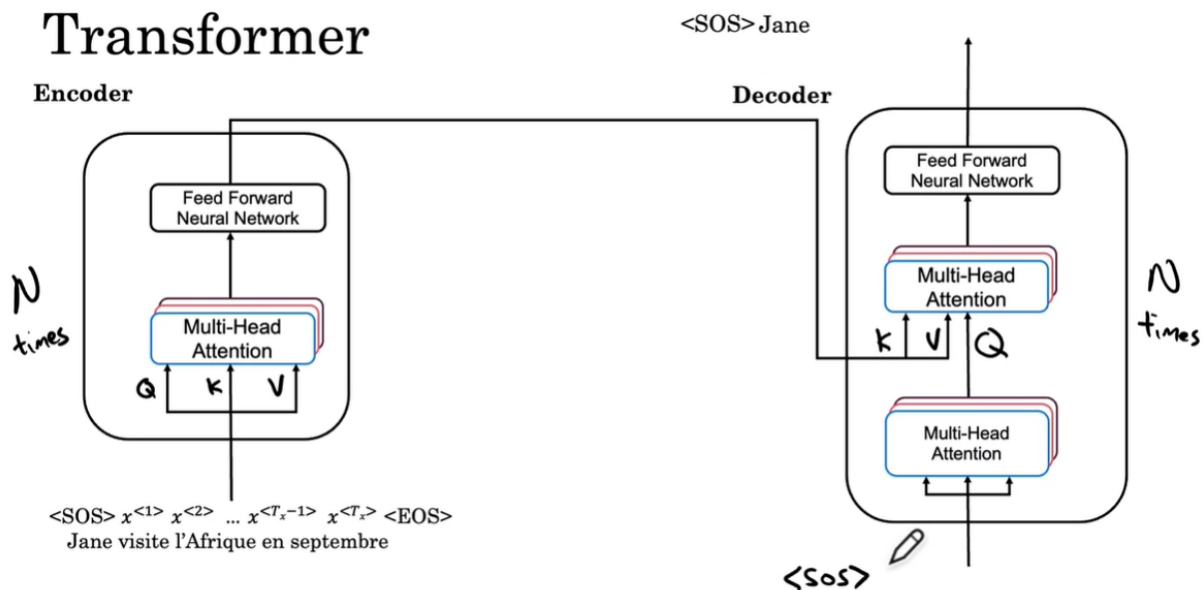 Transformer
<SOS> Jane
Encoder
Decoder
Feed Forward
Neural Network
Multi-Head
Attention
Q K V
N
times
<SOS> x<1> x<2> ... x<Tx-1> x<Tx> <EOS>
Jane visite l'Afrique en septembre
Feed Forward
Neural Network
Multi-Head
Attention
K V Q
N
times
Multi-Head
Attention
<SOS>